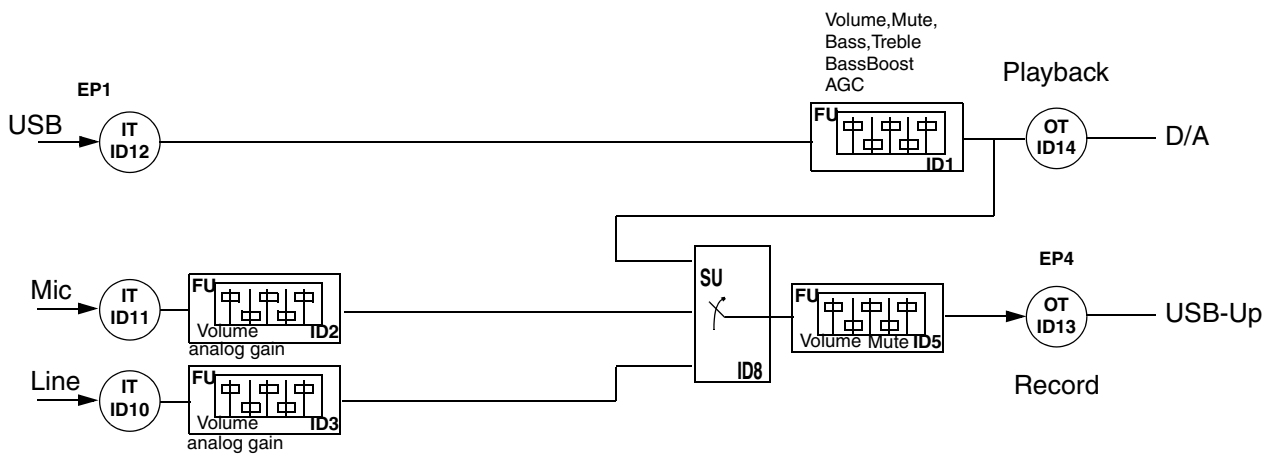 Volume,Mute,
Bass,Treble
BassBoost
AGC
Playback
EP1
USB
IT
ID12
FU
ID1
OT
ID14
D/A
Mic
IT
ID11
FU
Volume ID2
analog gain
SU
ID8
FU
Volume Mute ID5
EP4
OT
ID13
USB-Up
Record
Line
IT
ID10
FU
Volume ID3
analog gain